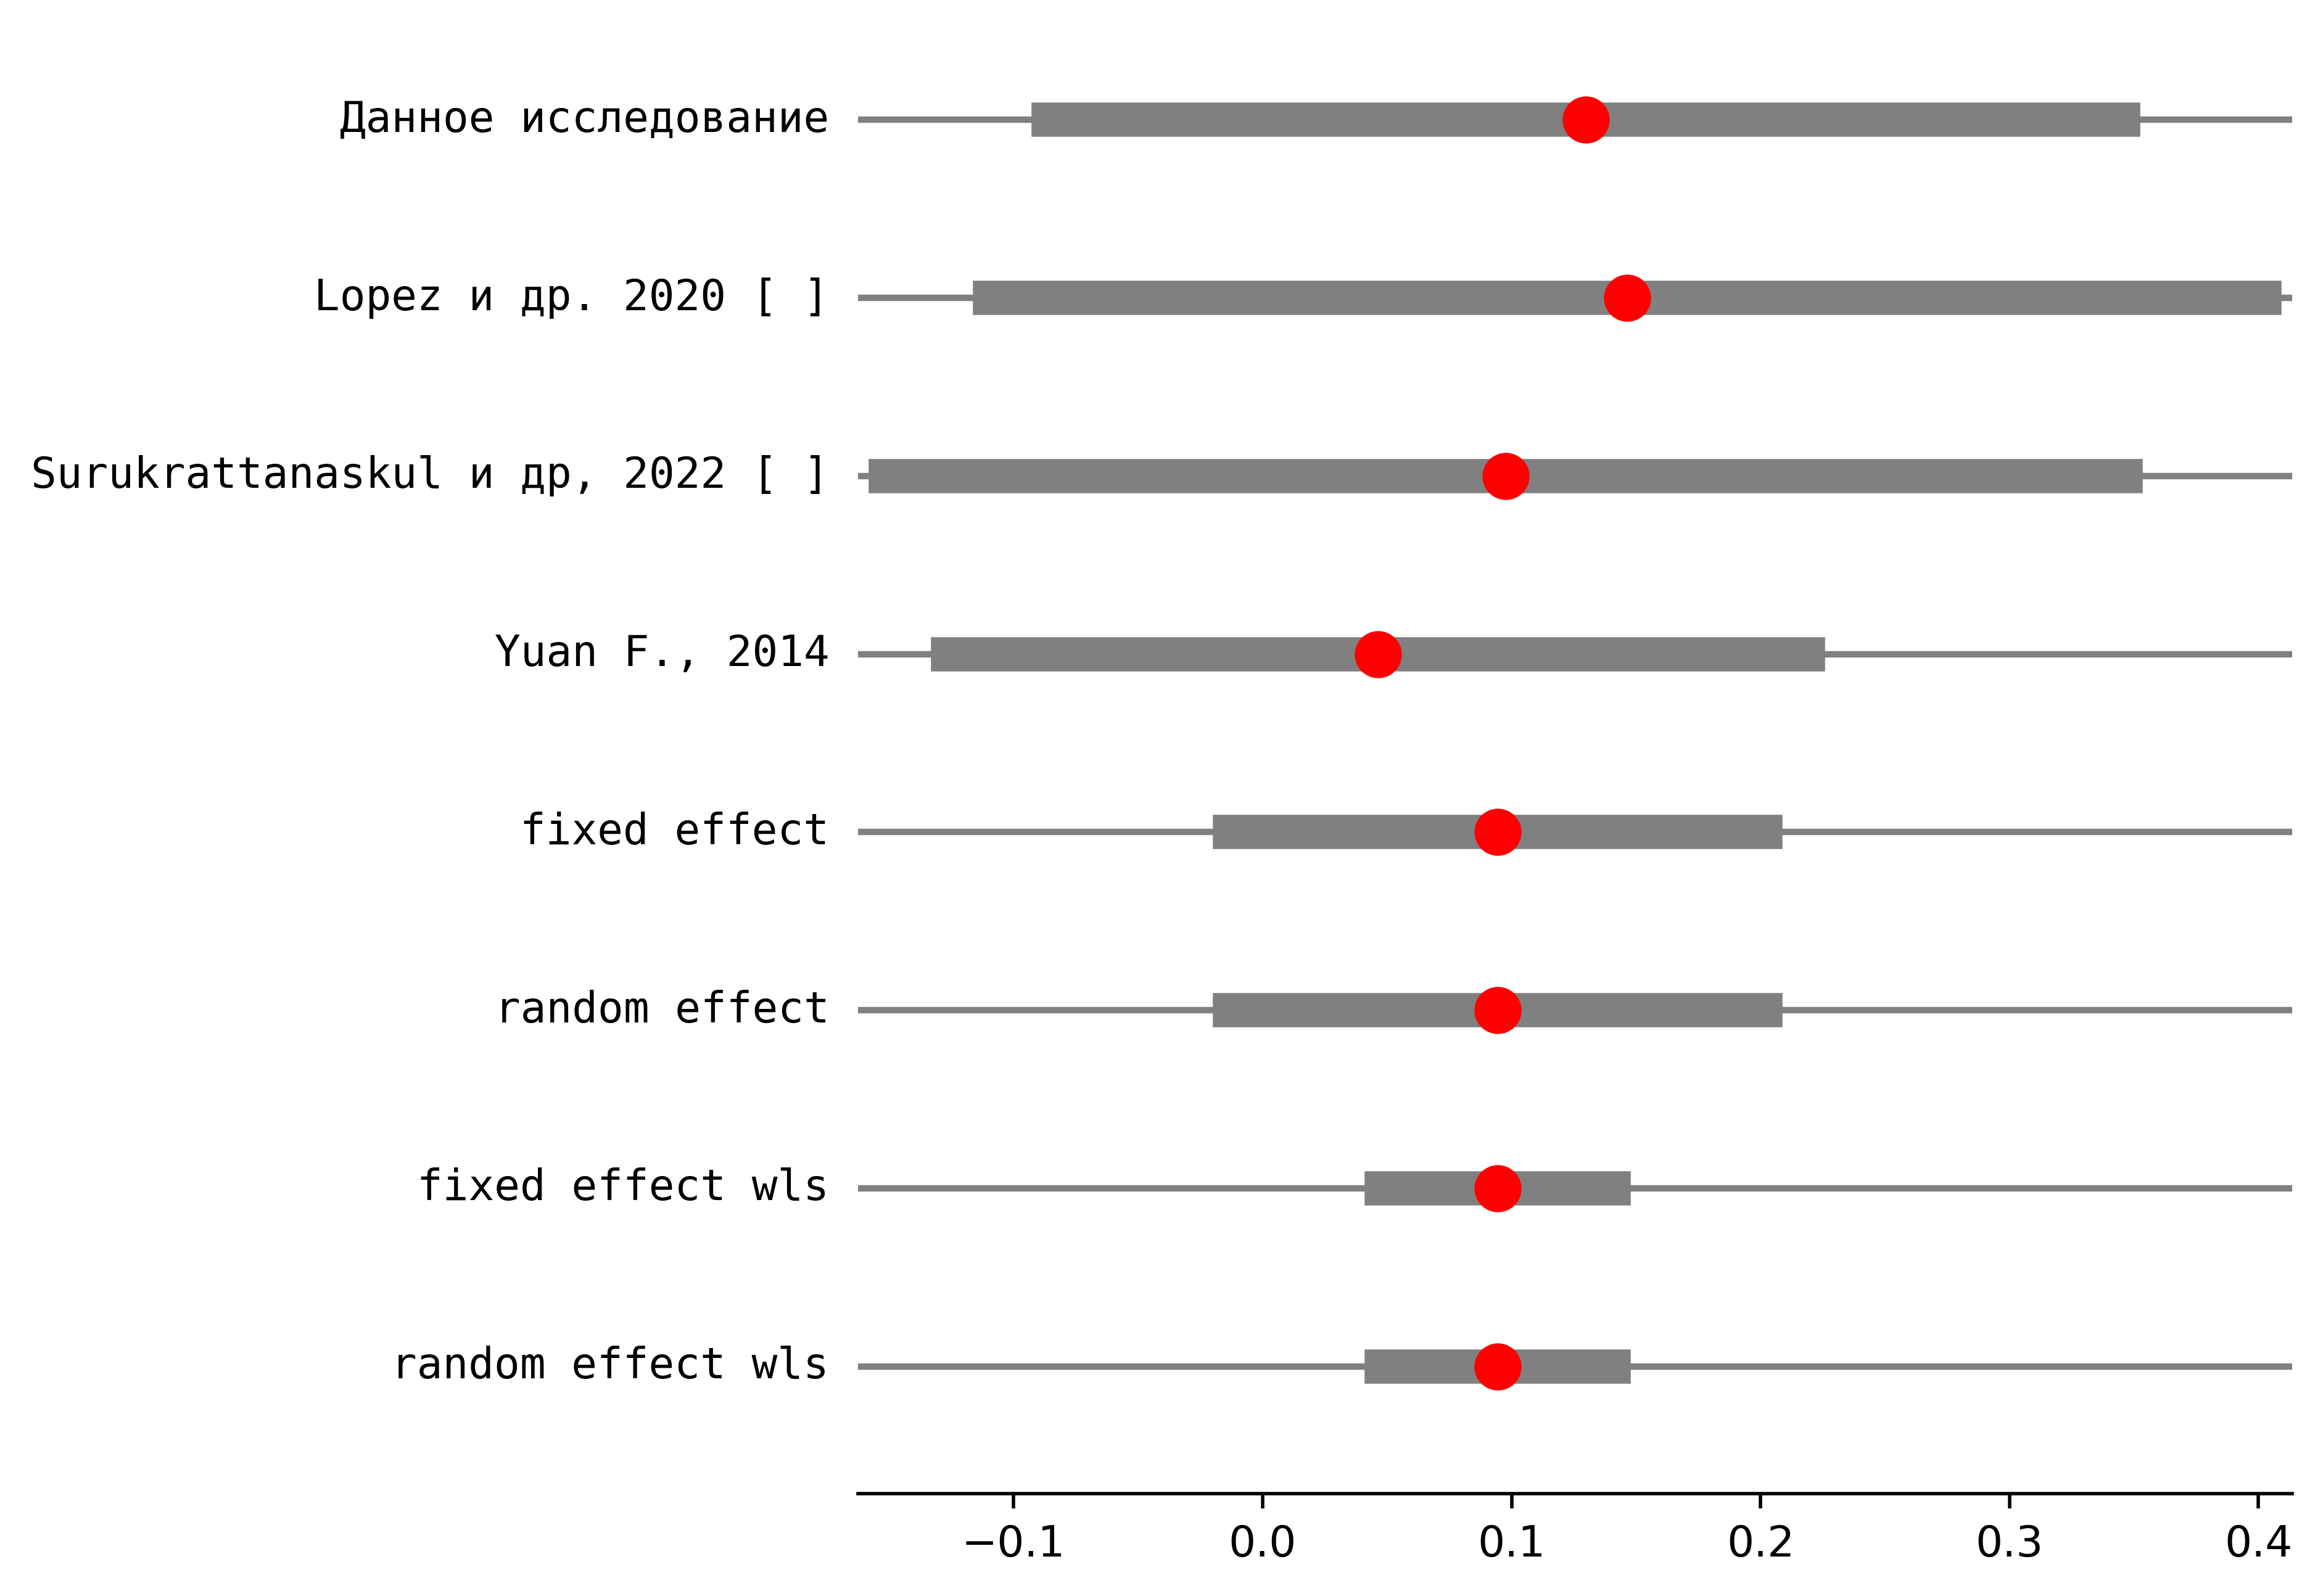 Данное исследование
Lopez и др. 2020 [ ]
Surukrattanaskul и др, 2022 [ ]
Yuan F., 2014
fixed effect
random effect
fixed effect wls
random effect wls
−0.1 0.0 0.1 0.2 0.3 0.4